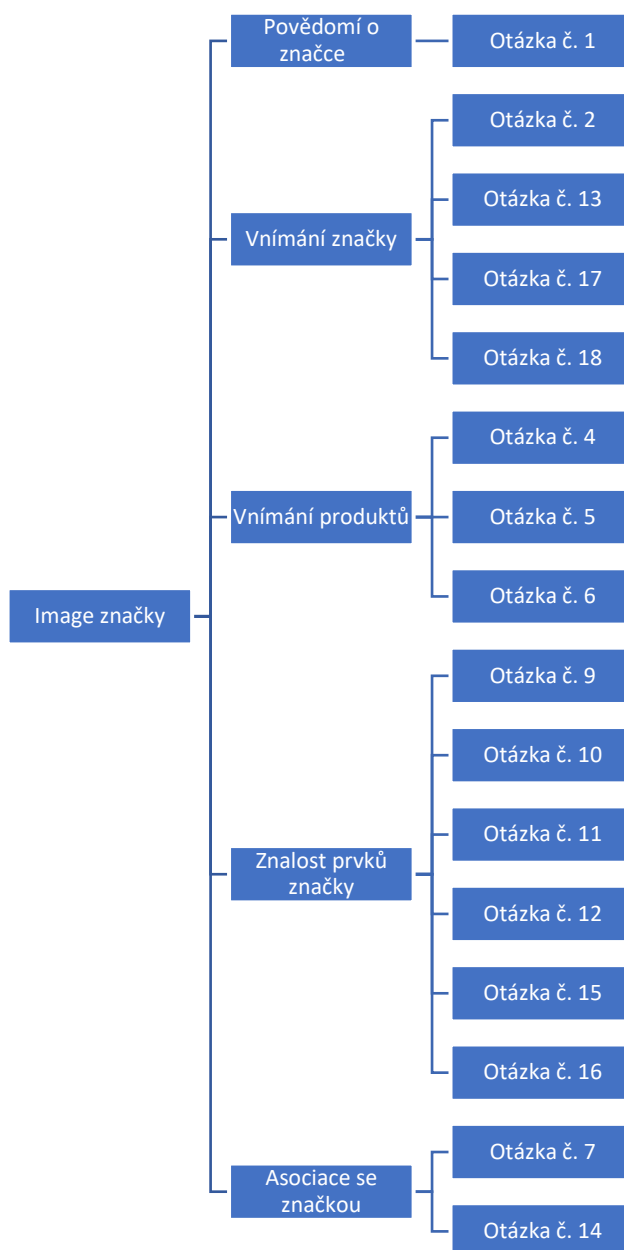 Image značky
Povědomí o
značce
Otázka č. 1
Vnímání značky
Otázka č. 2
Otázka č. 13
Otázka č. 17
Otázka č. 18
Vnímání produktů
Otázka č. 4
Otázka č. 5
Otázka č. 6
Znalost prvků
značky
Otázka č. 9
Otázka č. 10
Otázka č. 11
Otázka č. 12
Otázka č. 15
Otázka č. 16
Asociace se
značkou
Otázka č. 7
Otázka č. 14